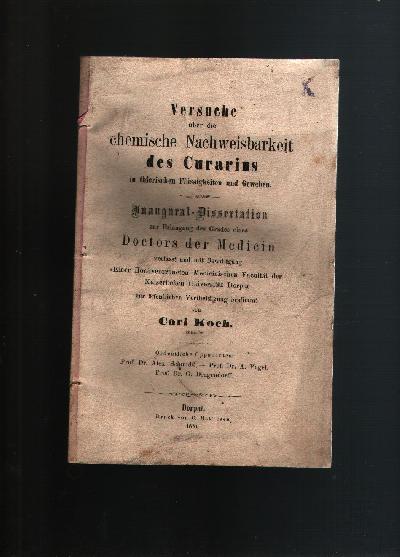 Versuche
über die
chemische Nachweisbarkeit
des Curarins
in thierischen Flüssigkeiten und Geweben.
Inaugural-Dissertation
zur Erlangung des Grades eines
Doctors der Medicin
verfasst und mit Bewilligung
Einer Hochverordneten Medicinischen Facultät der
Kaiserlichen Universität Dorpat
zur öffentlichen Vertheidigung bestimmt
von
Carl Koch.
Ordentliche Opponenten:
Prof. Dr. Alex. Schmidt. — Prof. Dr. A. Vogel.
Prof. Dr. G. Dragendorff.
Dorpat.
Druck von